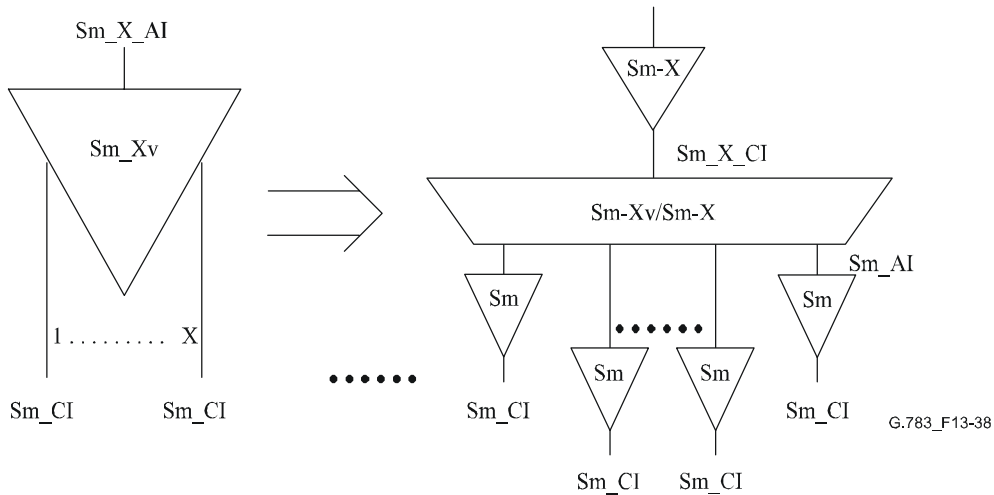 Sm_X_AI
Sm_Xv
1 . . . . . . . . . X
Sm_CI
Sm_CI
Sm-X
Sm_X_CI
Sm-Xv/Sm-X
Sm_AI
Sm
Sm
Sm
Sm
Sm_CI
Sm_CI
Sm_CI
Sm_CI
G.783_F13-38